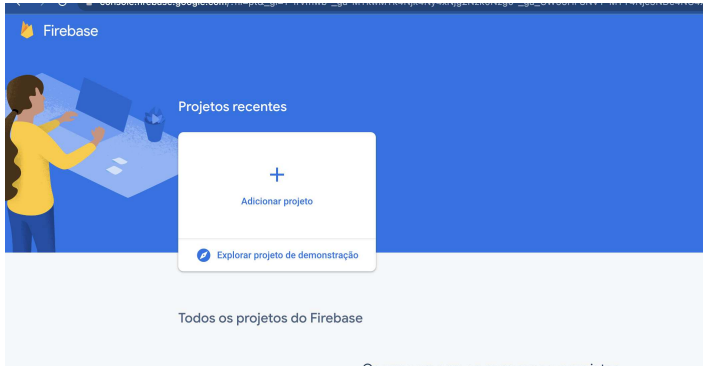 Firebase
Projetos recentes
Adicionar projeto
Explorar projeto de demonstração
Todos os projetos do Firebase